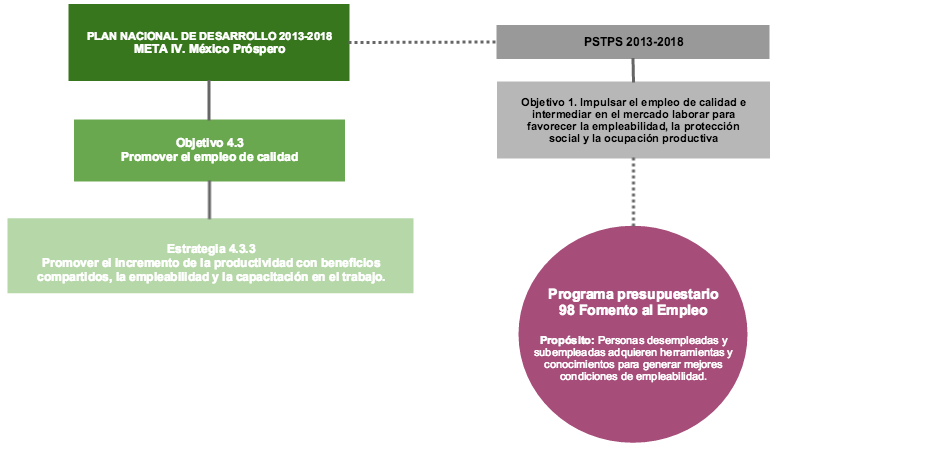 PLAN NACIONAL DE DESARROLLO 2013-2018
META IV. México Próspero
PSTPS 2013-2018
Objetivo 1. Impulsar el empleo de calidad e
intermediar en el mercado laborar para
favorecer la empleabilidad, la protección
social y la ocupación productiva
Objetivo 4.3
Promover el empleo de calidad
Estrategia 4.3.3
Promover el incremento de la productividad con beneficios
compartidos, la empleabilidad y la capacitación en el trabajo.
Programa presupuestario
98 Fomento al Empleo
Propósito: Personas desempleadas y
subempleadas adquieren herramientas y
conocimientos para generar mejores
condiciones de empleabilidad.